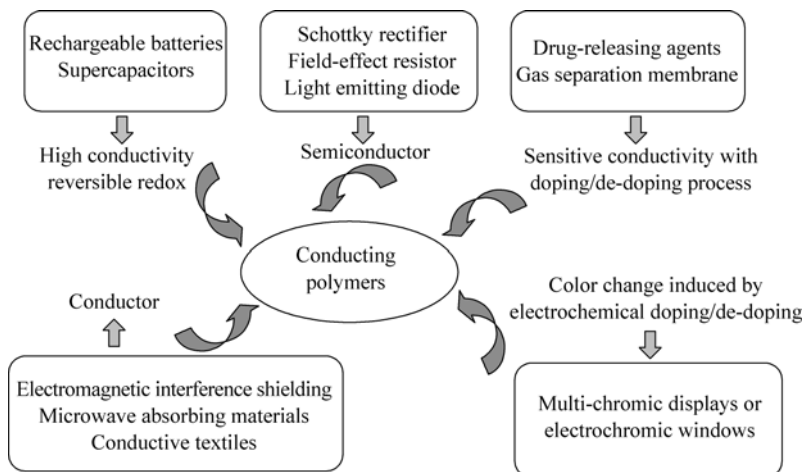 Rechargeable batteries
Supercapacitors
Schottky rectifier
Field-effect resistor
Light emitting diode
Drug-releasing agents
Gas separation membrane
High conductivity
reversible redox
Semiconductor
Sensitive conductivity with
doping/de-doping process
Conducting
polymers
Conductor
Color change induced by
electrochemical doping/de-doping
Electromagnetic interference shielding
Microwave absorbing materials
Conductive textiles
Multi-chromic displays or
electrochromic windows